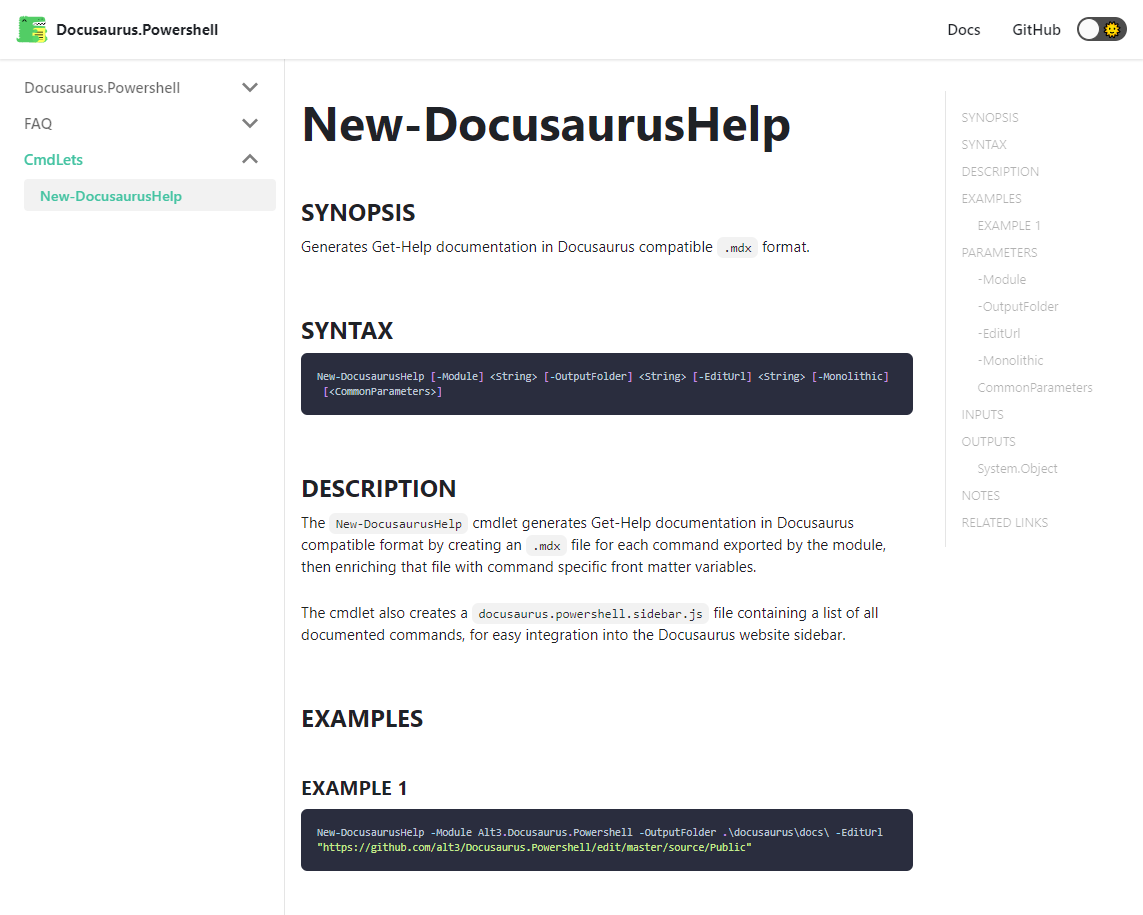 Docusaurus.Powershell
Docs
GitHub
Docusaurus.Powershell
FAQ
CmdLets
New-DocusaurusHelp
New-DocusaurusHelp
SYNOPSIS
Generates Get-Help documentation in Docusaurus compatible .mdx format.
SYNTAX
New-DocusaurusHelp [-Module] <String> [-OutputFolder] <String> [-EditUrl] <String> [-Monolithic]
[<CommonParameters>]
DESCRIPTION
The New-DocusaurusHelp cmdlet generates Get-Help documentation in Docusaurus
compatible format by creating an .mdx file for each command exported by the module,
then enriching that file with command specific front matter variables.
The cmdlet also creates a docusaurus.powershell.sidebar.js file containing a list of all
documented commands, for easy integration into the Docusaurus website sidebar.
EXAMPLES
EXAMPLE 1
New-DocusaurusHelp -Module Alt3.Docusaurus.Powershell -OutputFolder .\docusaurus\docs\ -EditUrl
"https://github.com/alt3/Docusaurus.Powershell/edit/master/source/Public"
SYNOPSIS
SYNTAX
DESCRIPTION
EXAMPLES
EXAMPLE 1
PARAMETERS
-Module
-OutputFolder
-EditUrl
-Monolithic
CommonParameters
INPUTS
OUTPUTS
System.Object
NOTES
RELATED LINKS